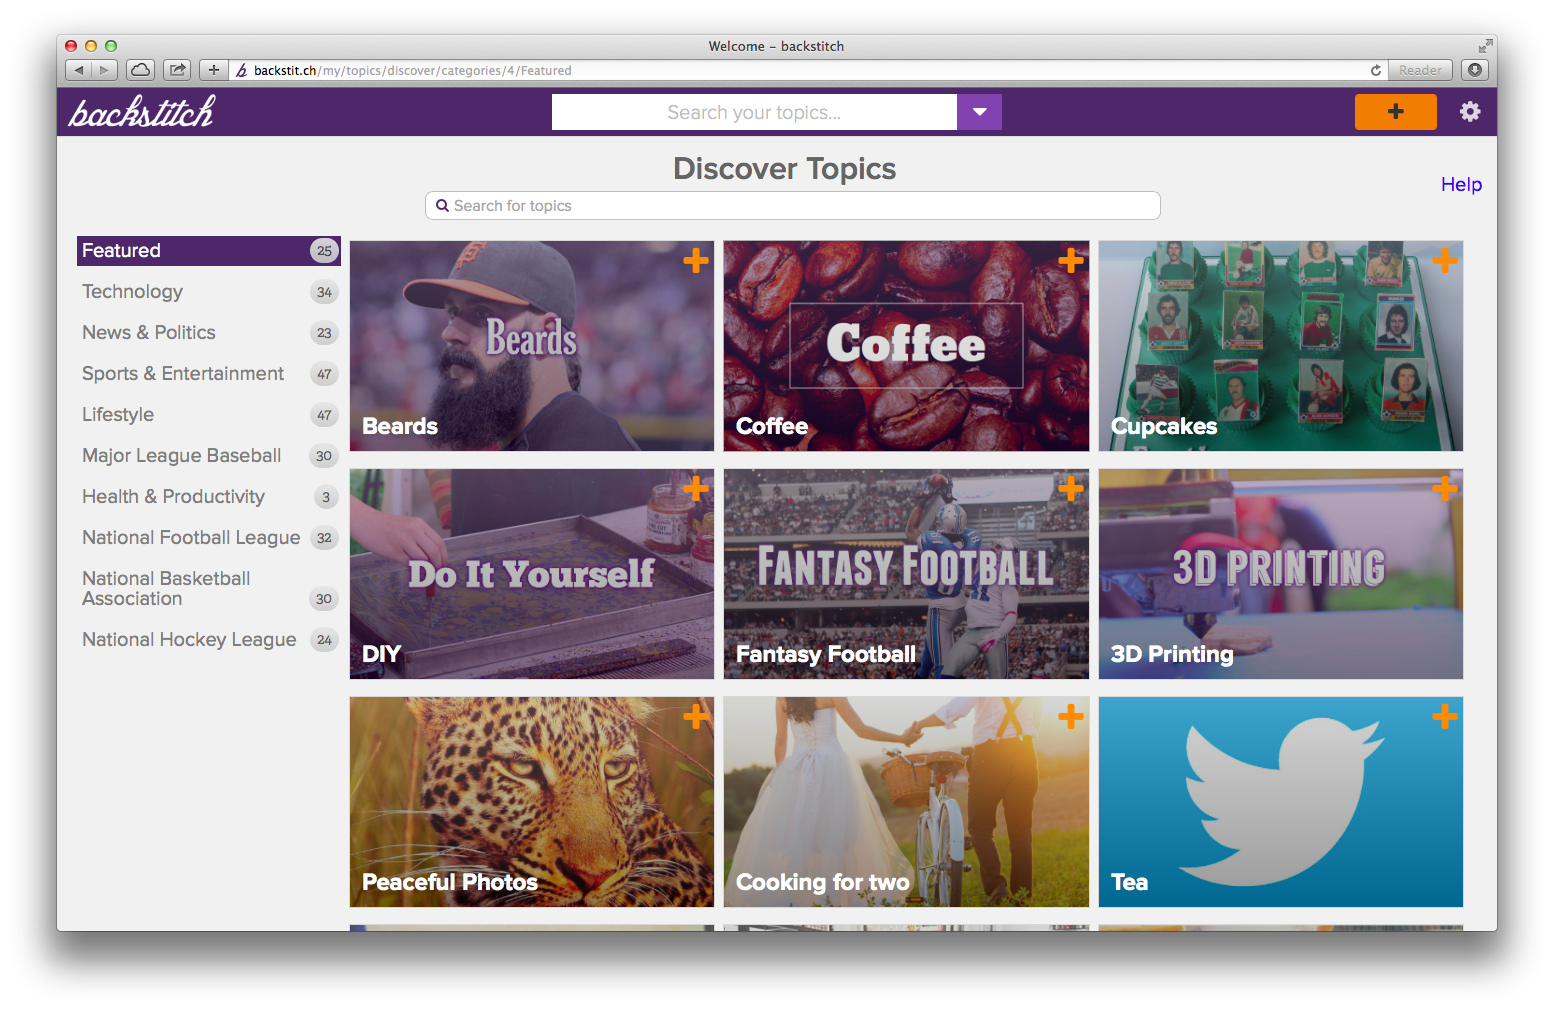 Welcome – backstitch
backstit.ch/my/topics/discover/categories/4/Featured
Reader
backstitch
Search your topics...
Discover Topics
Help
Search for topics
Featured 25
Technology 34
News & Politics 23
Sports & Entertainment 47
Lifestyle 47
Major League Baseball 30
Health & Productivity 3
National Football League 32
National Basketball
Association 30
National Hockey League 24
Beards
Beards
Coffee
Coffee
Cupcakes
Do It Yourself
DIY
FANTASY FOOTBALL
Fantasy Football
3D PRINTING
3D Printing
Peaceful Photos
Cooking for two
Tea